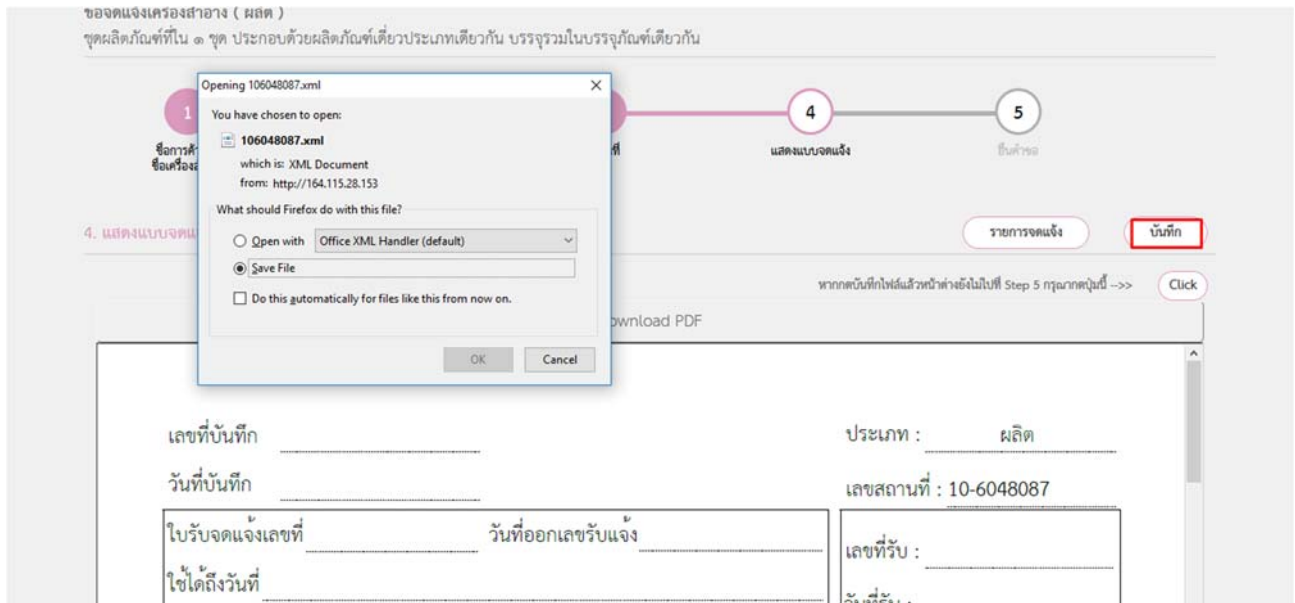 ขอจดแจ้งเครื่องสำอาง ( ผลิต )
ชุดผลิตภัณฑ์ที่ใน ๑ ชุด ประกอบด้วยผลิตภัณฑ์เดี่ยวประเภทเดียวกัน บรรจุรวมในบรรจุภัณฑ์เดียวกัน
Opening 106048087.xml
You have chosen to open:
106048087.xml
which is: XML Document
from: http://164.115.28.153
What should Firefox do with this file?
Open with Office XML Handler (default)
Save File
Do this automatically for files like this from now on.
OK Cancel
1 4 5
ชื่อการค้า
แสดงแบบจดแจ้ง ยื่นคำขอ
4. แสดงแบบจดแ
รายการจดแจ้ง บันทึก
หากกดบันทึกไฟล์แล้วหน้าต่างยังไม่ไปที่ Step 5 กรุณากดปุ่มนี้ -->> Click
ownload PDF
เลขที่บันทึก ประเภท : ผลิต
วันที่บันทึก เลขสถานที่ : 10-6048087
ใบรับจดแจ้งเลขที่ วันที่ออกเลขรับแจ้ง เลขที่รับ :
ใช้ได้ถึงวันที่ วันที่รับ :